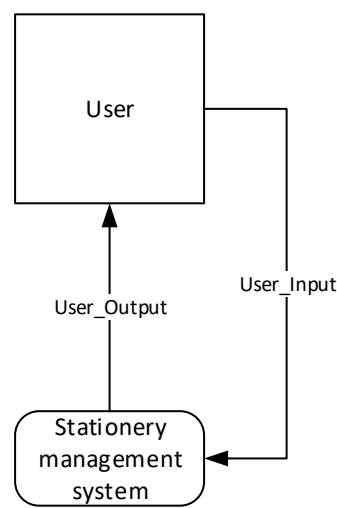 User
User_Input
User_Output
Stationery
management
system